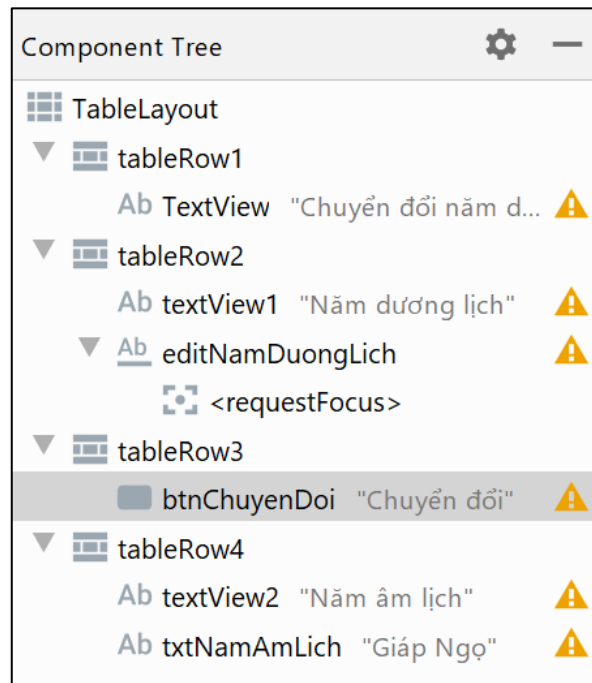 Component Tree
TableLayout
tableRow1
Ab TextView "Chuyển đổi năm d...
tableRow2
Ab textView1 "Năm dương lịch"
Ab editNamDuongLich
<requestFocus>
tableRow3
btnChuyenDoi "Chuyển đổi"
tableRow4
Ab textView2 "Năm âm lịch"
Ab txtNamAmLich "Giáp Ngọ"